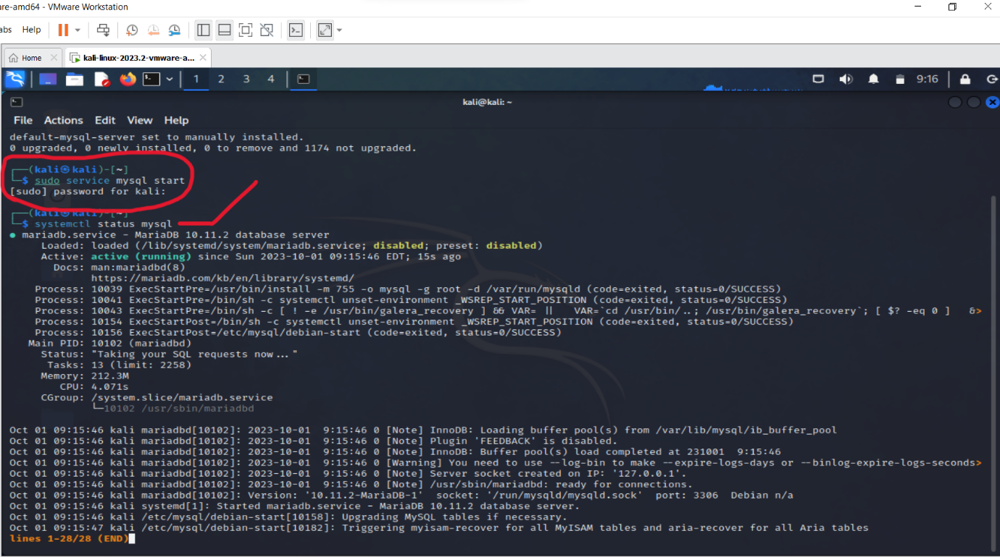 are-amd64 - VMware Workstation
abs Help
Home
kali-linux-2023.2-vmware-a...
1 2 3 4 9:16
kali@kali: ~
File Actions Edit View Help
default-mysql-server set to manually installed.
0 upgraded, 0 newly installed, 0 to remove and 1174 not upgraded.
┌──(kali㉿kali)-[~]
└─$ sudo service mysql start
[sudo] password for kali:
┌──(kali㉿kali)-[~]
└─$ systemctl status mysql
● mariadb.service - MariaDB 10.11.2 database server
Loaded: loaded (/lib/systemd/system/mariadb.service; disabled; preset: disabled)
Active: active (running) since Sun 2023-10-01 09:15:46 EDT; 15s ago
Docs: man:mariadbd(8)
https://mariadb.com/kb/en/library/systemd/
Process: 10039 ExecStartPre=/usr/bin/install -m 755 -o mysql -g root -d /var/run/mysqld (code=exited, status=0/SUCCESS)
Process: 10041 ExecStartPre=/bin/sh -c systemctl unset-environment _WSREP_START_POSITION (code=exited, status=0/SUCCESS)
Process: 10043 ExecStartPre=/bin/sh -c [ ! -e /usr/bin/galera_recovery ] && VAR= || VAR=`cd /usr/bin/..; /usr/bin/galera_recovery`; [ $? -eq 0 ] &>
Process: 10154 ExecStartPost=/bin/sh -c systemctl unset-environment _WSREP_START_POSITION (code=exited, status=0/SUCCESS)
Process: 10156 ExecStartPost=/etc/mysql/debian-start (code=exited, status=0/SUCCESS)
Main PID: 10102 (mariadbd)
Status: "Taking your SQL requests now..."
Tasks: 13 (limit: 2258)
Memory: 212.3M
CPU: 4.071s
CGroup: /system.slice/mariadb.service
└─10102 /usr/sbin/mariadbd
Oct 01 09:15:46 kali mariadbd[10102]: 2023-10-01 9:15:46 0 [Note] InnoDB: Loading buffer pool(s) from /var/lib/mysql/ib_buffer_pool
Oct 01 09:15:46 kali mariadbd[10102]: 2023-10-01 9:15:46 0 [Note] Plugin 'FEEDBACK' is disabled.
Oct 01 09:15:46 kali mariadbd[10102]: 2023-10-01 9:15:46 0 [Note] InnoDB: Buffer pool(s) load completed at 231001 9:15:46
Oct 01 09:15:46 kali mariadbd[10102]: 2023-10-01 9:15:46 0 [Warning] You need to use --log-bin to make --expire-logs-days or --binlog-expire-logs-seconds>
Oct 01 09:15:46 kali mariadbd[10102]: 2023-10-01 9:15:46 0 [Note] Server socket created on IP: '127.0.0.1'.
Oct 01 09:15:46 kali mariadbd[10102]: 2023-10-01 9:15:46 0 [Note] /usr/sbin/mariadbd: ready for connections.
Oct 01 09:15:46 kali mariadbd[10102]: Version: '10.11.2-MariaDB-1' socket: '/run/mysqld/mysqld.sock' port: 3306 Debian n/a
Oct 01 09:15:46 kali systemd[1]: Started mariadb.service - MariaDB 10.11.2 database server.
Oct 01 09:15:46 kali /etc/mysql/debian-start[10158]: Upgrading MySQL tables if necessary.
Oct 01 09:15:47 kali /etc/mysql/debian-start[10182]: Triggering myisam-recover for all MyISAM tables and aria-recover for all Aria tables
lines 1-28/28 (END)